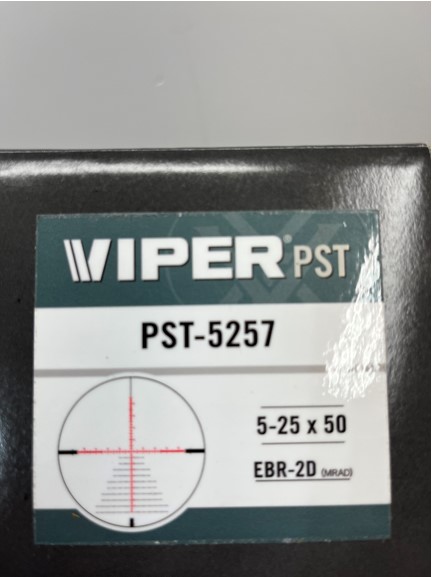 VIPER® PST
PST-5257
5-25 x 50
EBR-2D (MRAD)